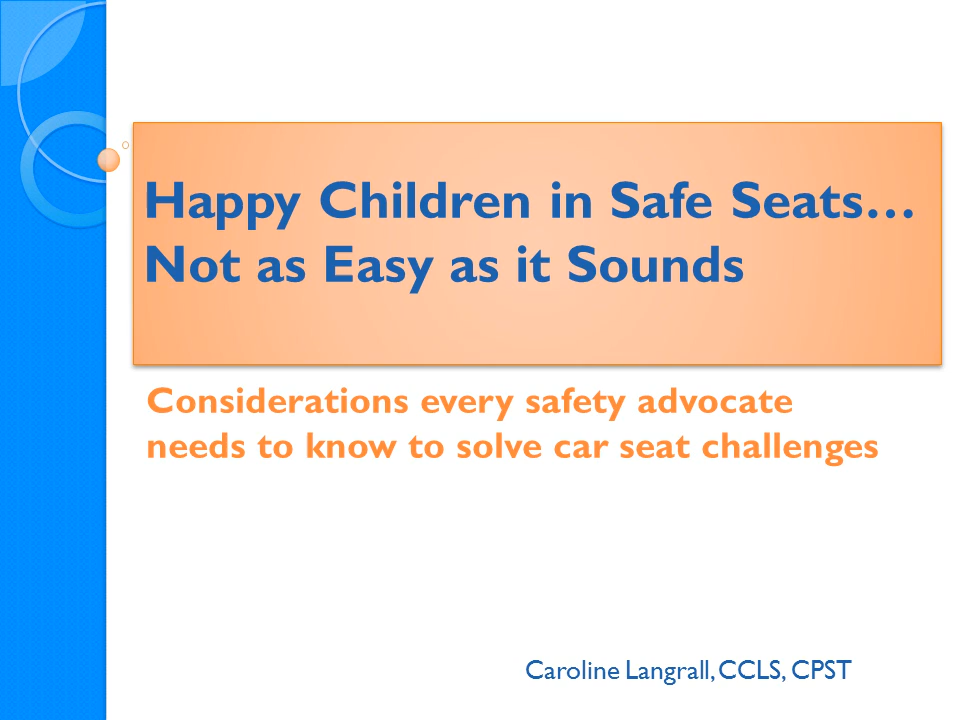 Happy Children in Safe Seats…
Not as Easy as it Sounds
Considerations every safety advocate
needs to know to solve car seat challenges
Caroline Langrall, CCLS, CPST